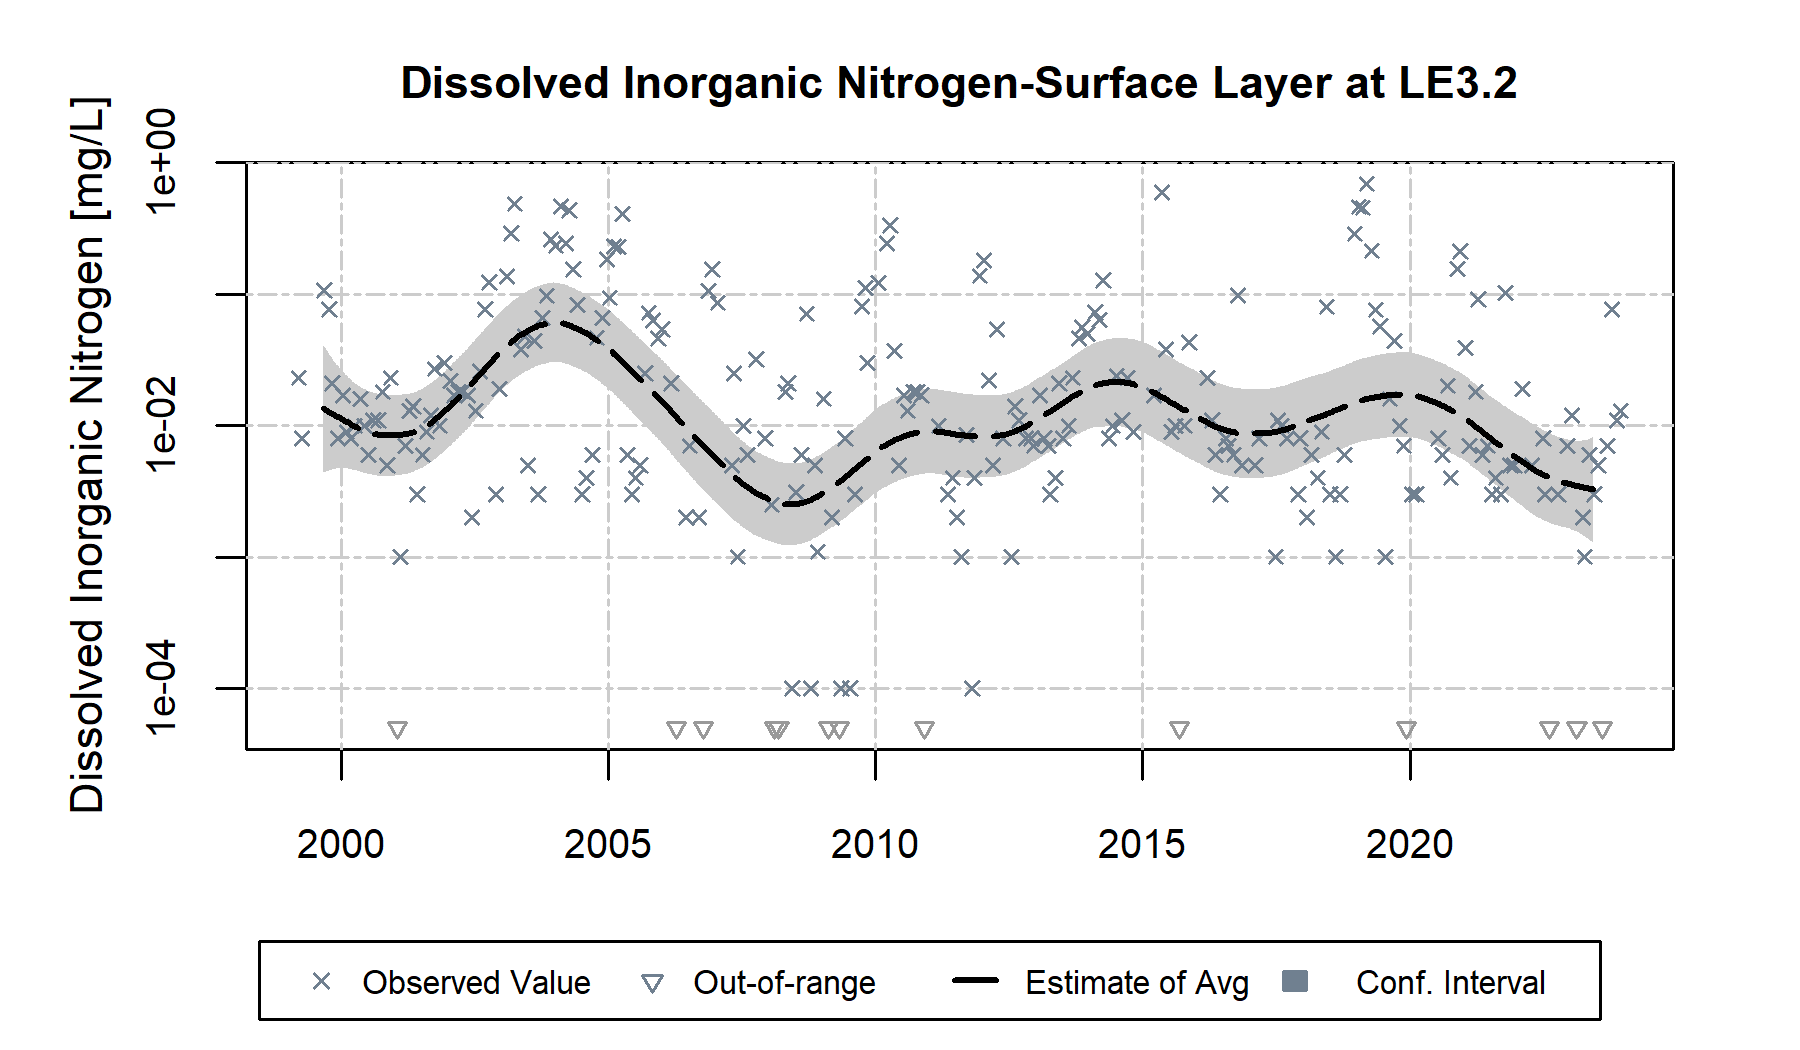 Dissolved Inorganic Nitrogen-Surface Layer at LE3.2
Dissolved Inorganic Nitrogen [mg/L]
1e+00
1e-02
1e-04
2000 2005 2010 2015 2020
Observed Value Out-of-range Estimate of Avg Conf. Interval